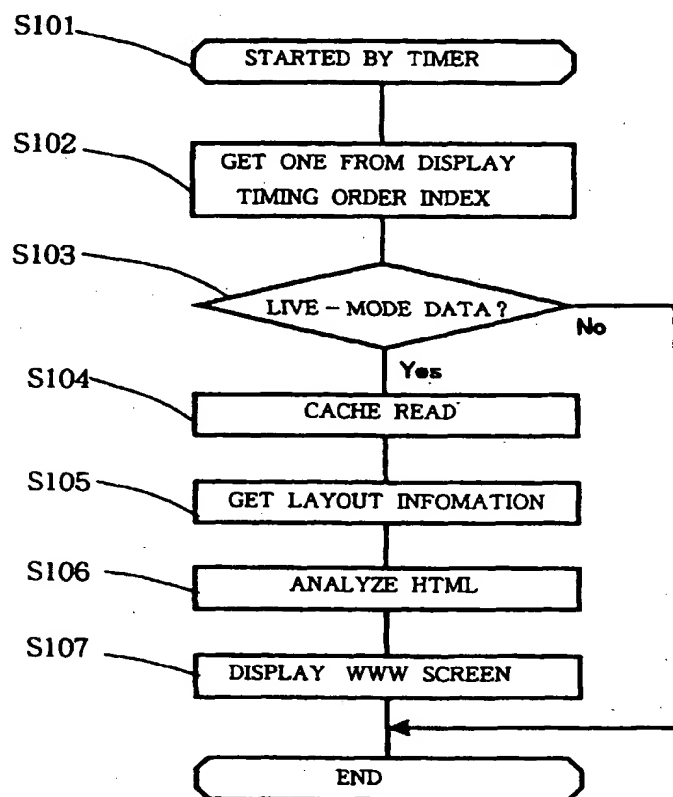 S101
STARTED BY TIMER
S102
GET ONE FROM DISPLAY
TIMING ORDER INDEX
S103
LIVE-MODE DATA?
No
Yes
S104
CACHE READ
S105
GET LAYOUT INFOMATION
S106
ANALYZE HTML
S107
DISPLAY WWW SCREEN
END